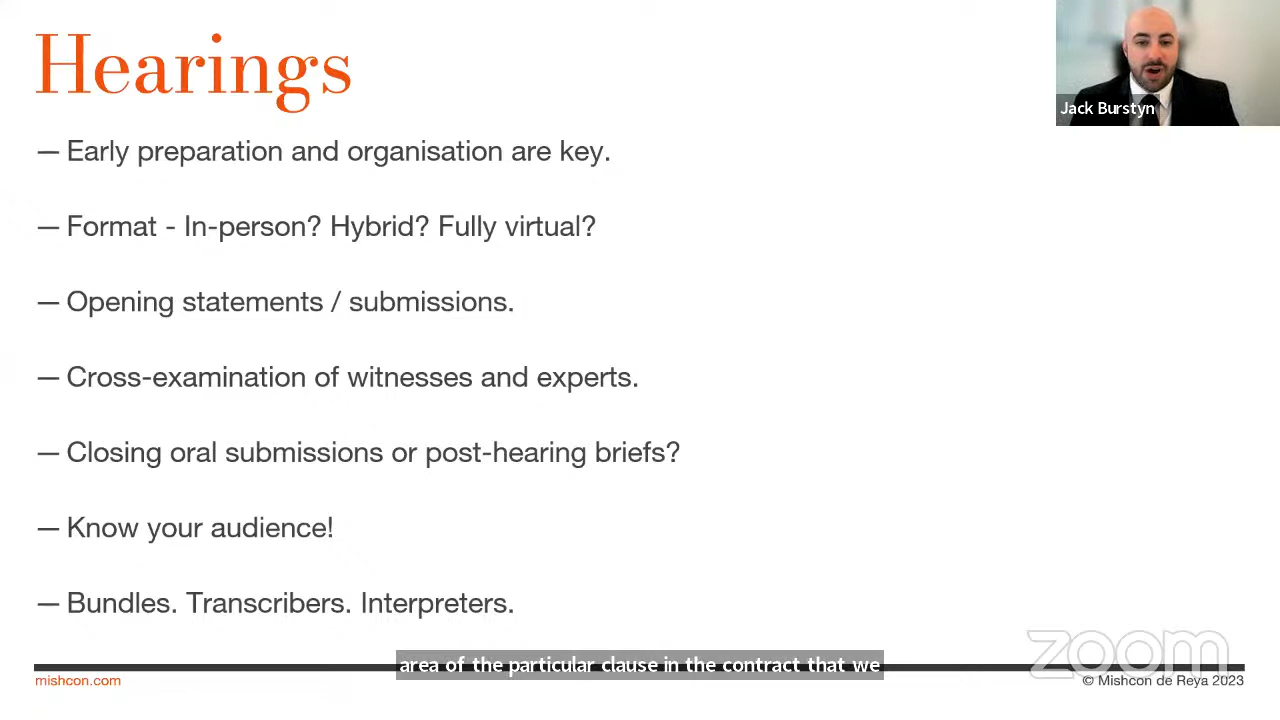 Hearings
Jack Burstyn
— Early preparation and organisation are key.
— Format - In-person? Hybrid? Fully virtual?
— Opening statements / submissions.
— Cross-examination of witnesses and experts.
— Closing oral submissions or post-hearing briefs?
— Know your audience!
— Bundles. Transcribers. Interpreters.
zoom
area of the particular clause in the contract that we
mishcon.com
© Mishcon de Reya 2023